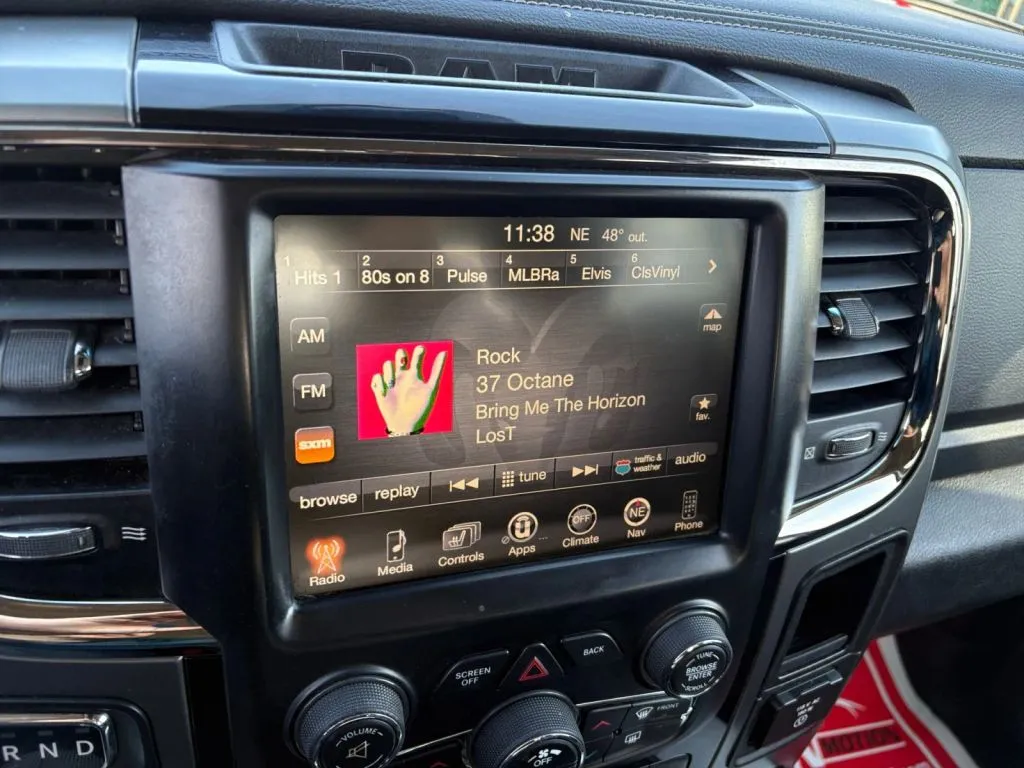 RAM
11:38 NE 48° out.
1 Hits 1 2 80s on 8 3 Pulse 4 MLBRa 5 Elvis 6 ClsVinyl
map
AM
Rock
37 Octane
FM
Bring Me The Horizon
fav.
LosT
sxm
browse replay tune traffic & weather audio
Radio Media Controls Apps OFF Climate NE Nav Phone
SCREEN OFF
BACK
TUNE
BROWSE
ENTER
SCROLL
VOLUME
FRONT
OFF
R N D
MOTION